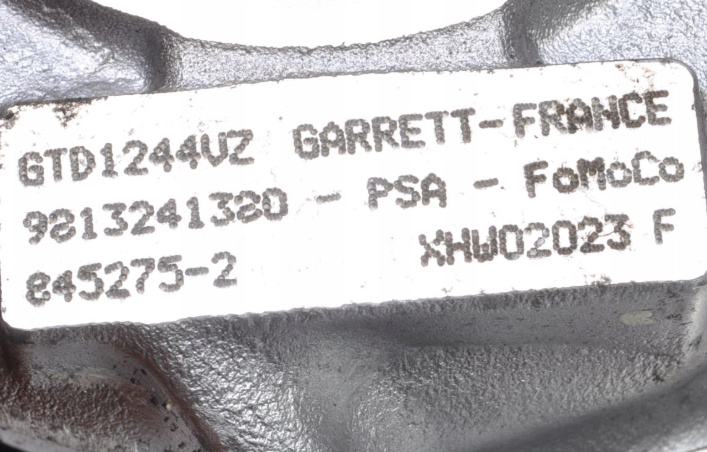 GTD1244VZ GARRETT-FRANCE
9813241380 - PSA - FoMoCo
845275-2 XHW02023 F